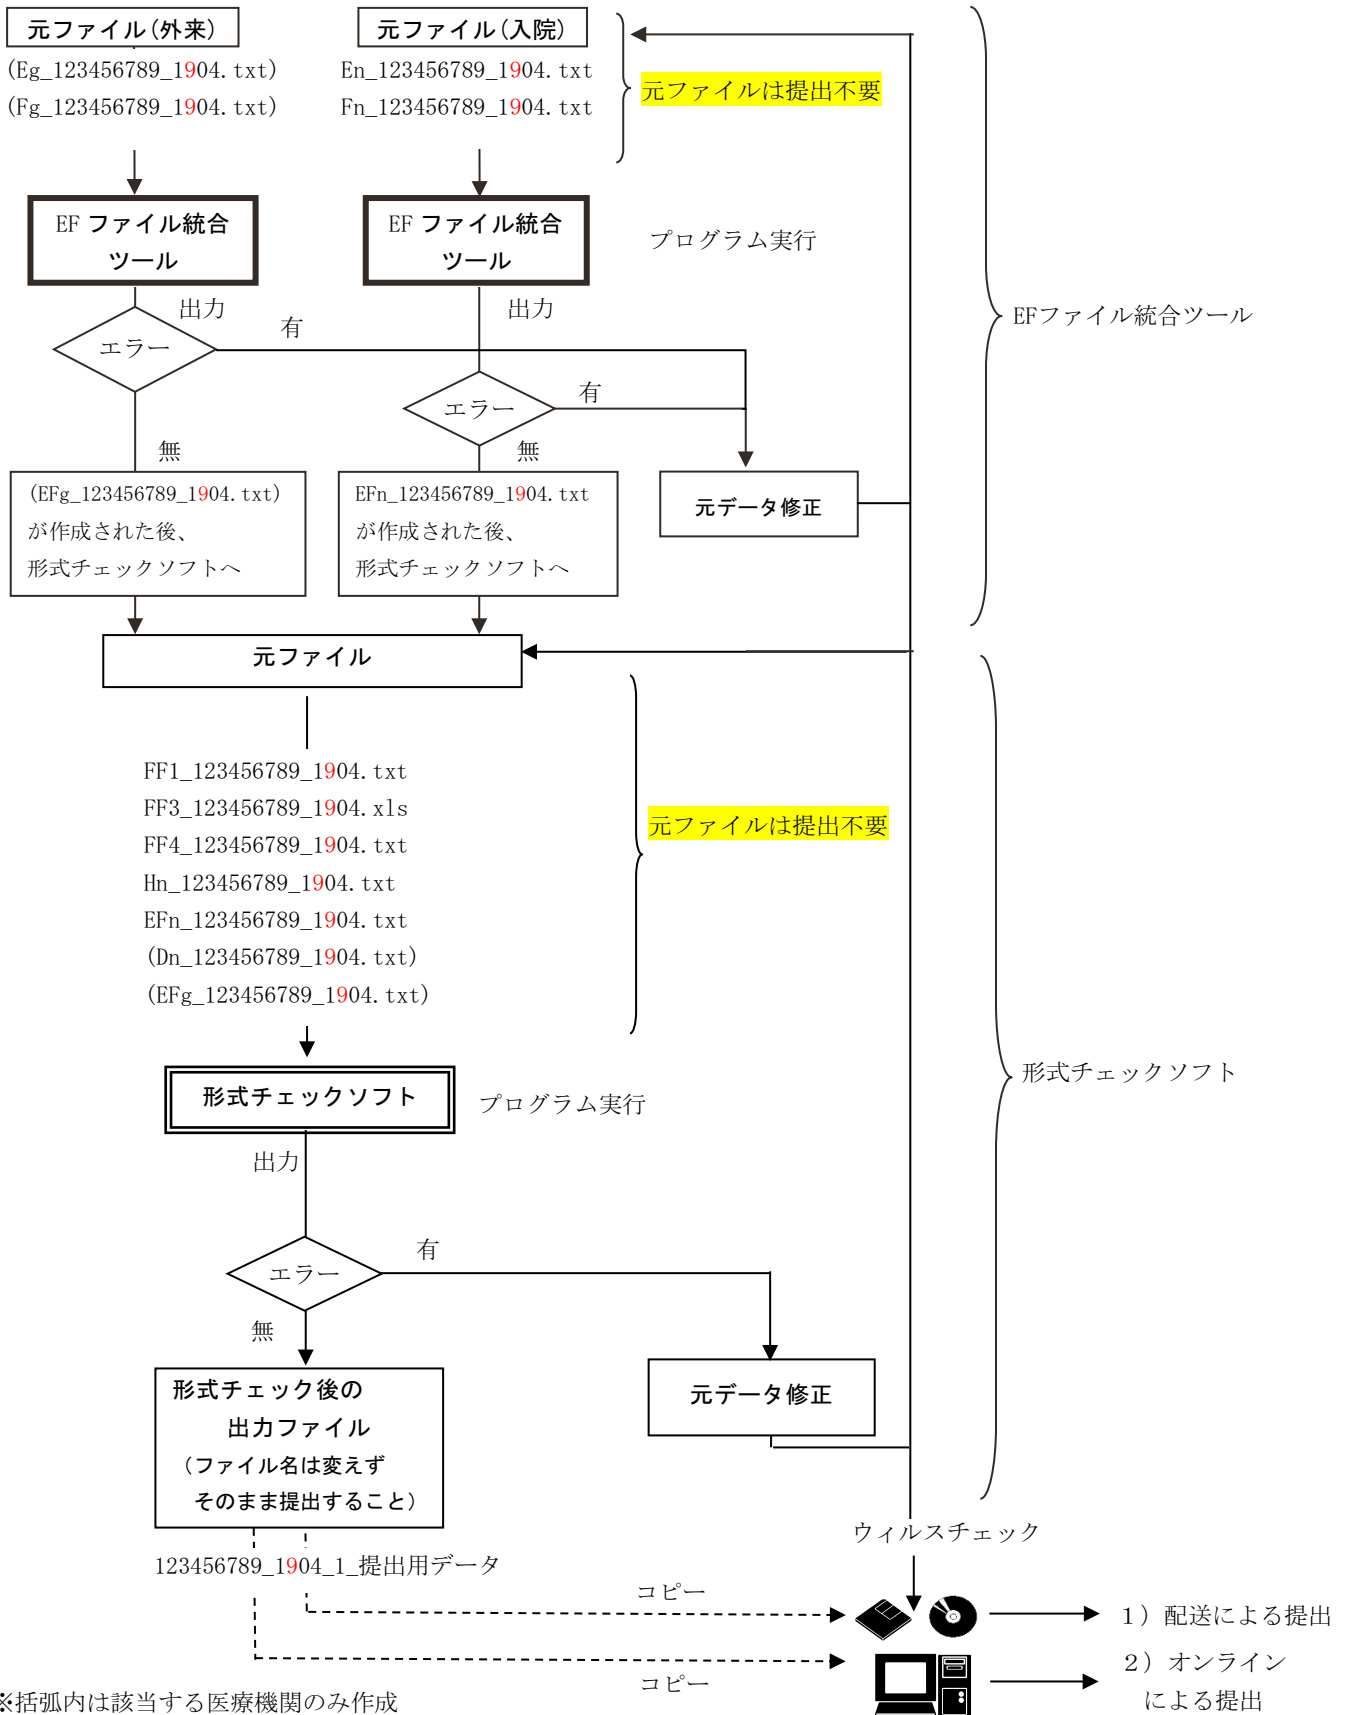 元ファイル(外来)
(Eg_123456789_1904.txt)
(Fg_123456789_1904.txt)
元ファイル(入院)
En_123456789_1904.txt
Fn_123456789_1904.txt
元ファイルは提出不要
EF ファイル統合
ツール
EF ファイル統合
ツール
プログラム実行
出力
出力
有
エラー
EFファイル統合ツール
有
エラー
無
無
(EFg_123456789_1904.txt)
が作成された後、
形式チェックソフトへ
EFn_123456789_1904.txt
が作成された後、
形式チェックソフトへ
元データ修正
元ファイル
FF1_123456789_1904.txt
FF3_123456789_1904.xls
FF4_123456789_1904.txt
Hn_123456789_1904.txt
EFn_123456789_1904.txt
(Dn_123456789_1904.txt)
(EFg_123456789_1904.txt)
元ファイルは提出不要
形式チェックソフト
形式チェックソフト
プログラム実行
出力
有
エラー
無
形式チェック後の
出力ファイル
(ファイル名は変えず
そのまま提出すること)
元データ修正
ウィルスチェック
123456789_1904_1_提出用データ
コピー
1)配送による提出
コピー
2)オンライン
による提出
※括弧内は該当する医療機関のみ作成